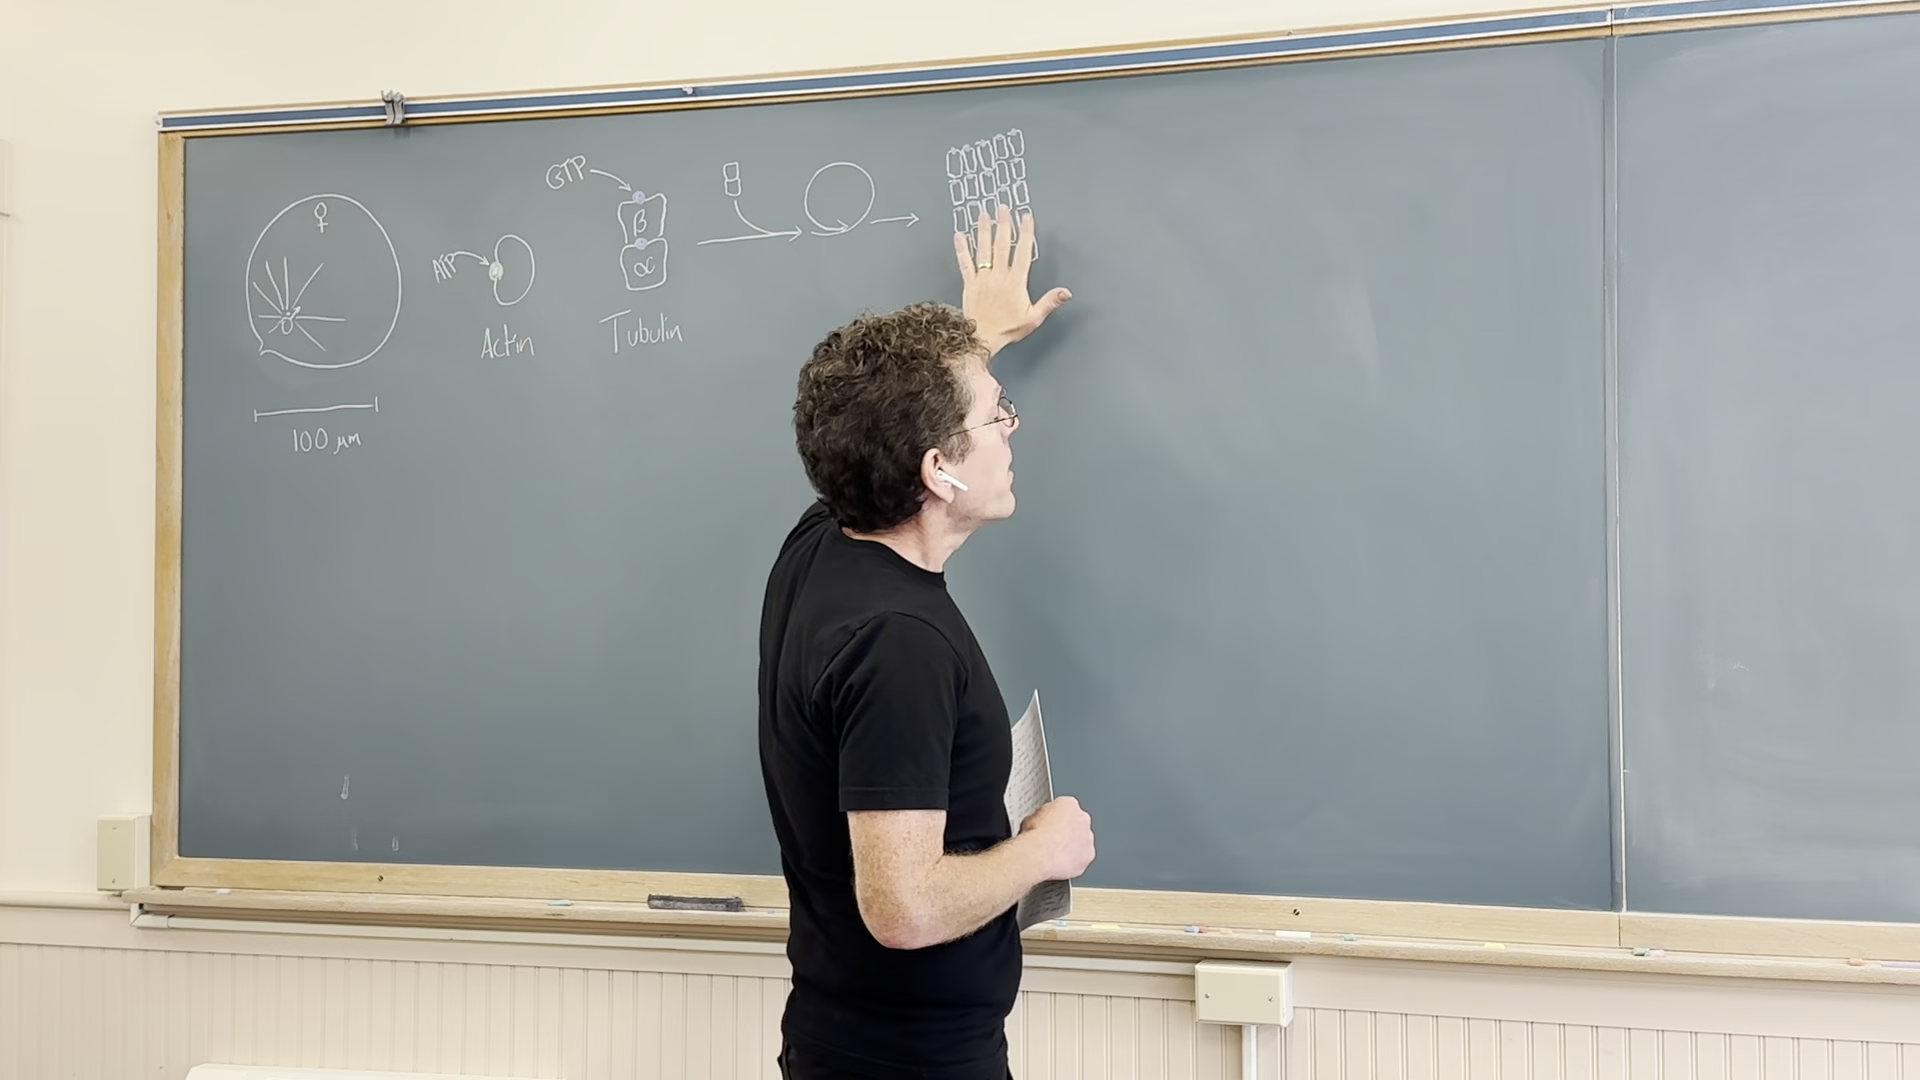 ♀
100 μm
ATP
Actin
GTP
β
α
Tubulin